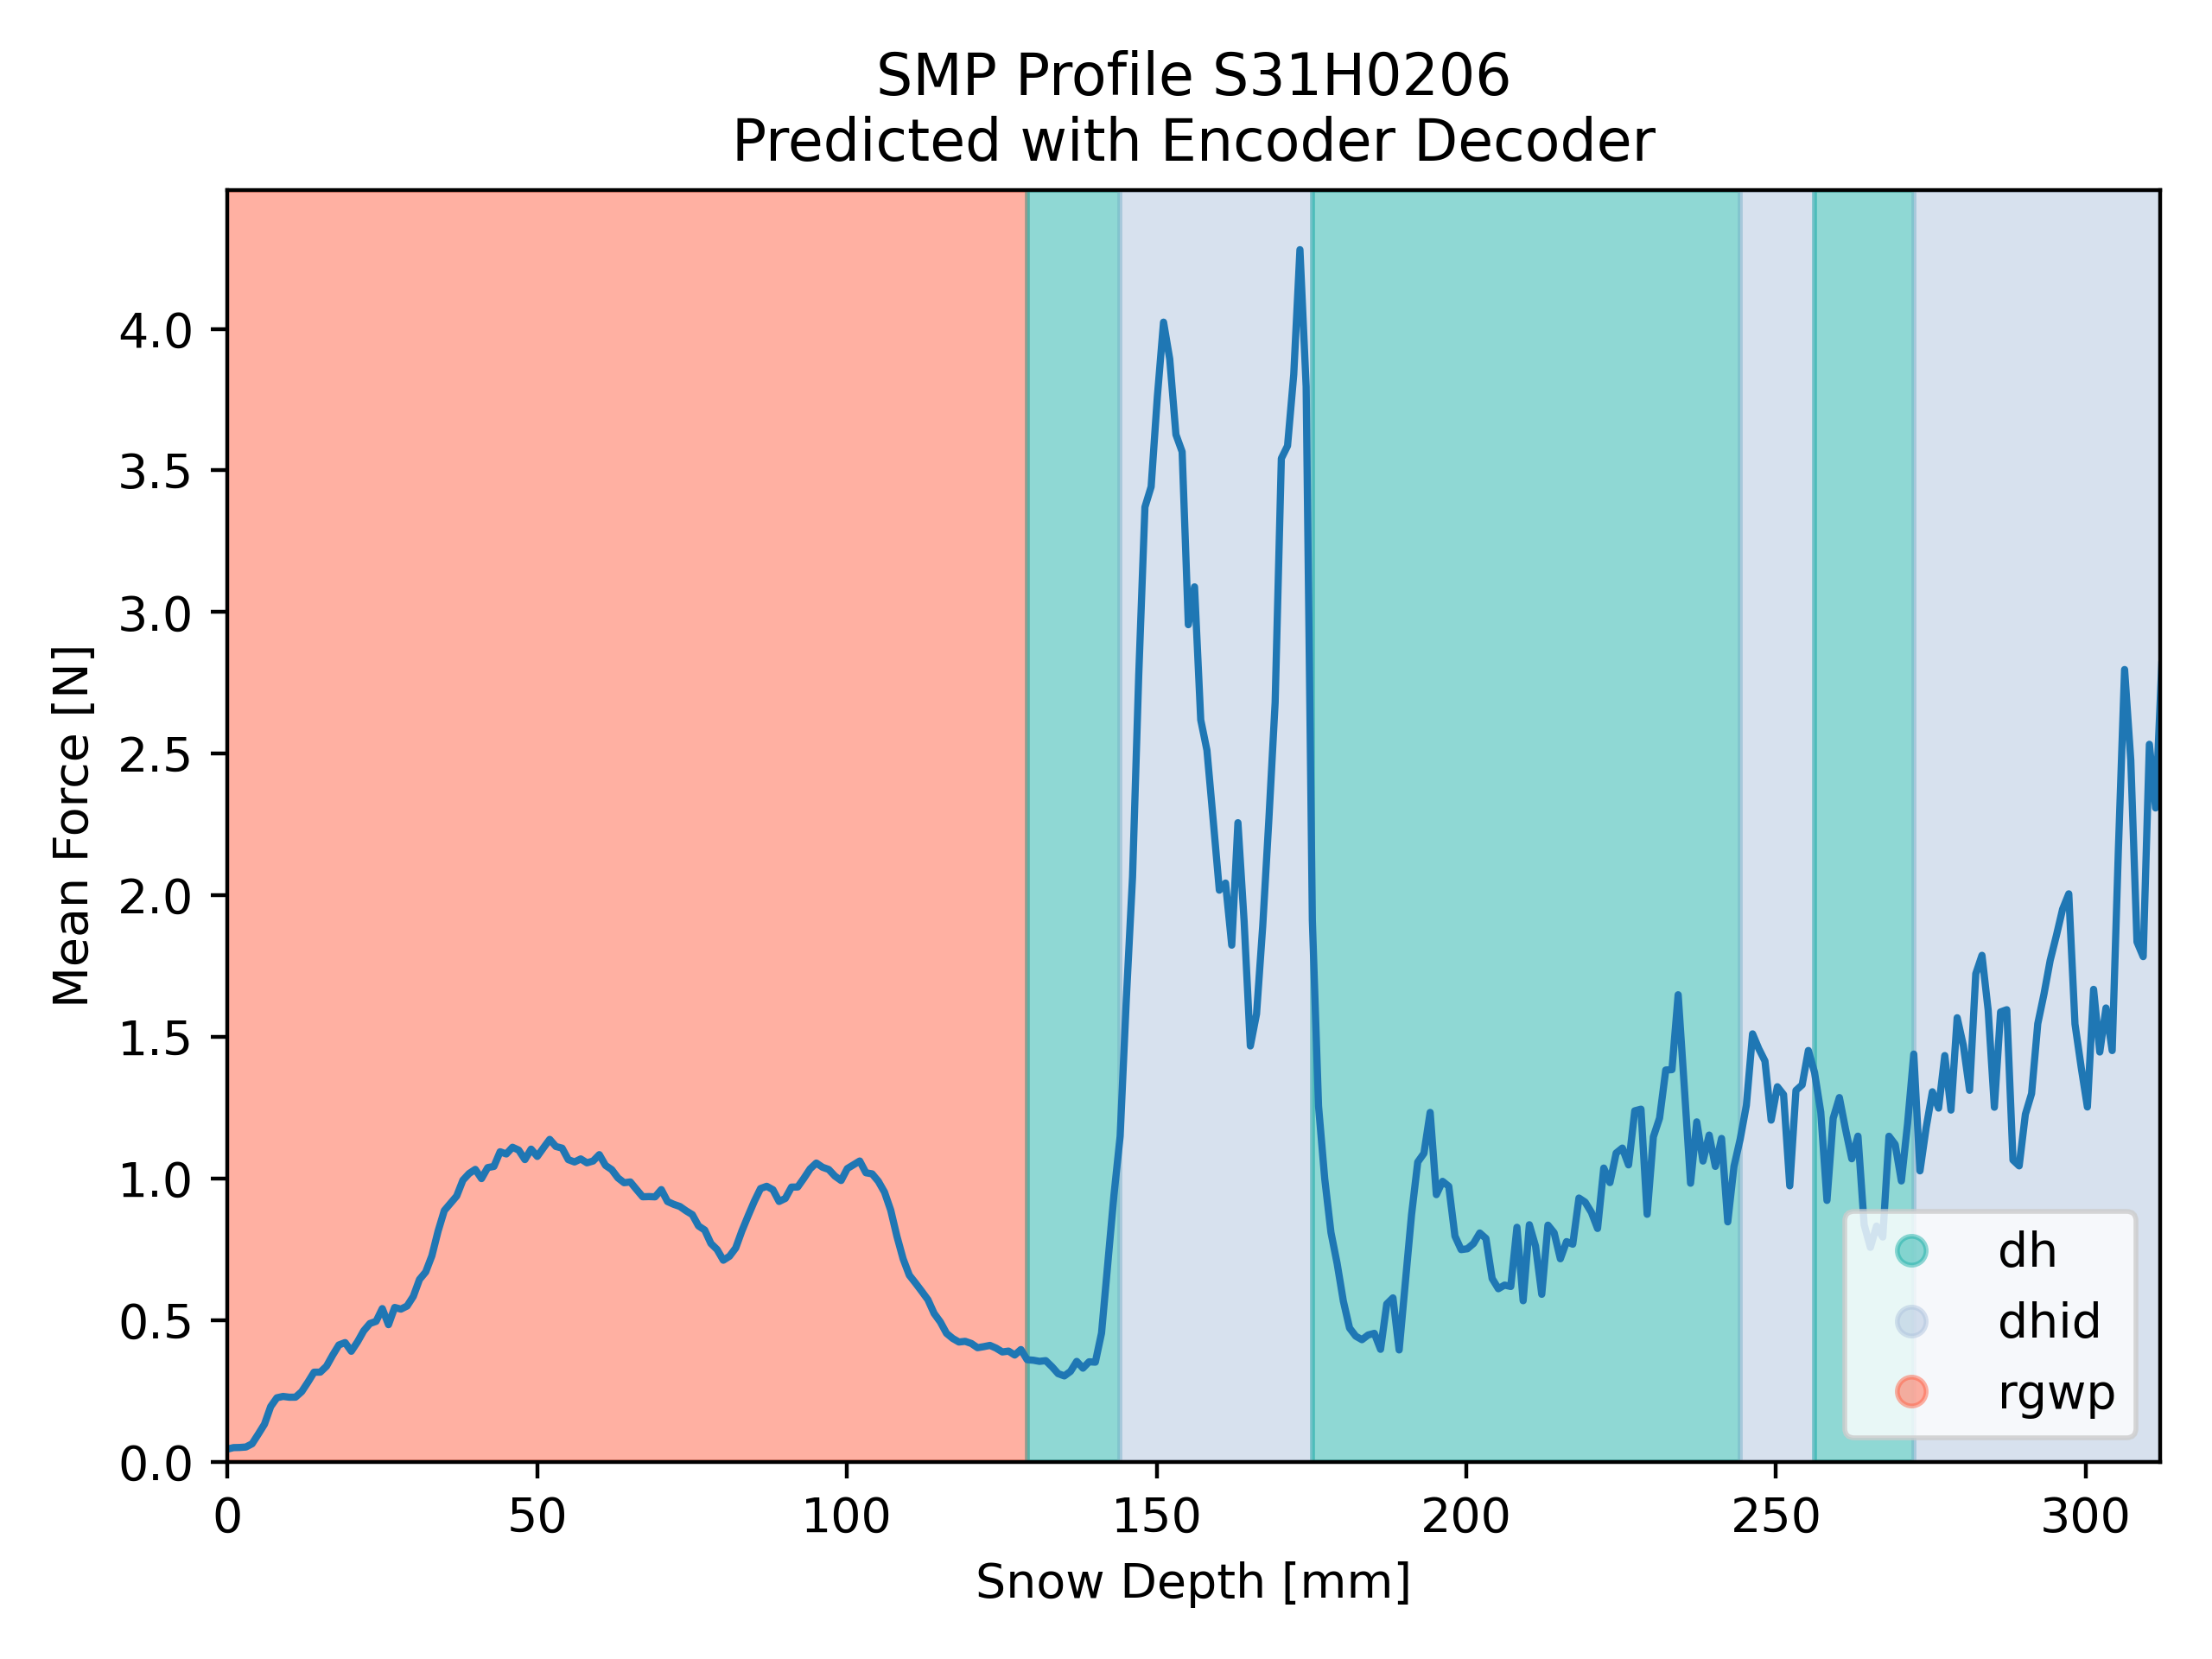 SMP Profile S31H0206
Predicted with Encoder Decoder
Mean Force [N]
4.0
3.5
3.0
2.5
2.0
1.5
1.0
0.5
0.0
dh
dhid
rgwp
0 50 100 150 200 250 300
Snow Depth [mm]